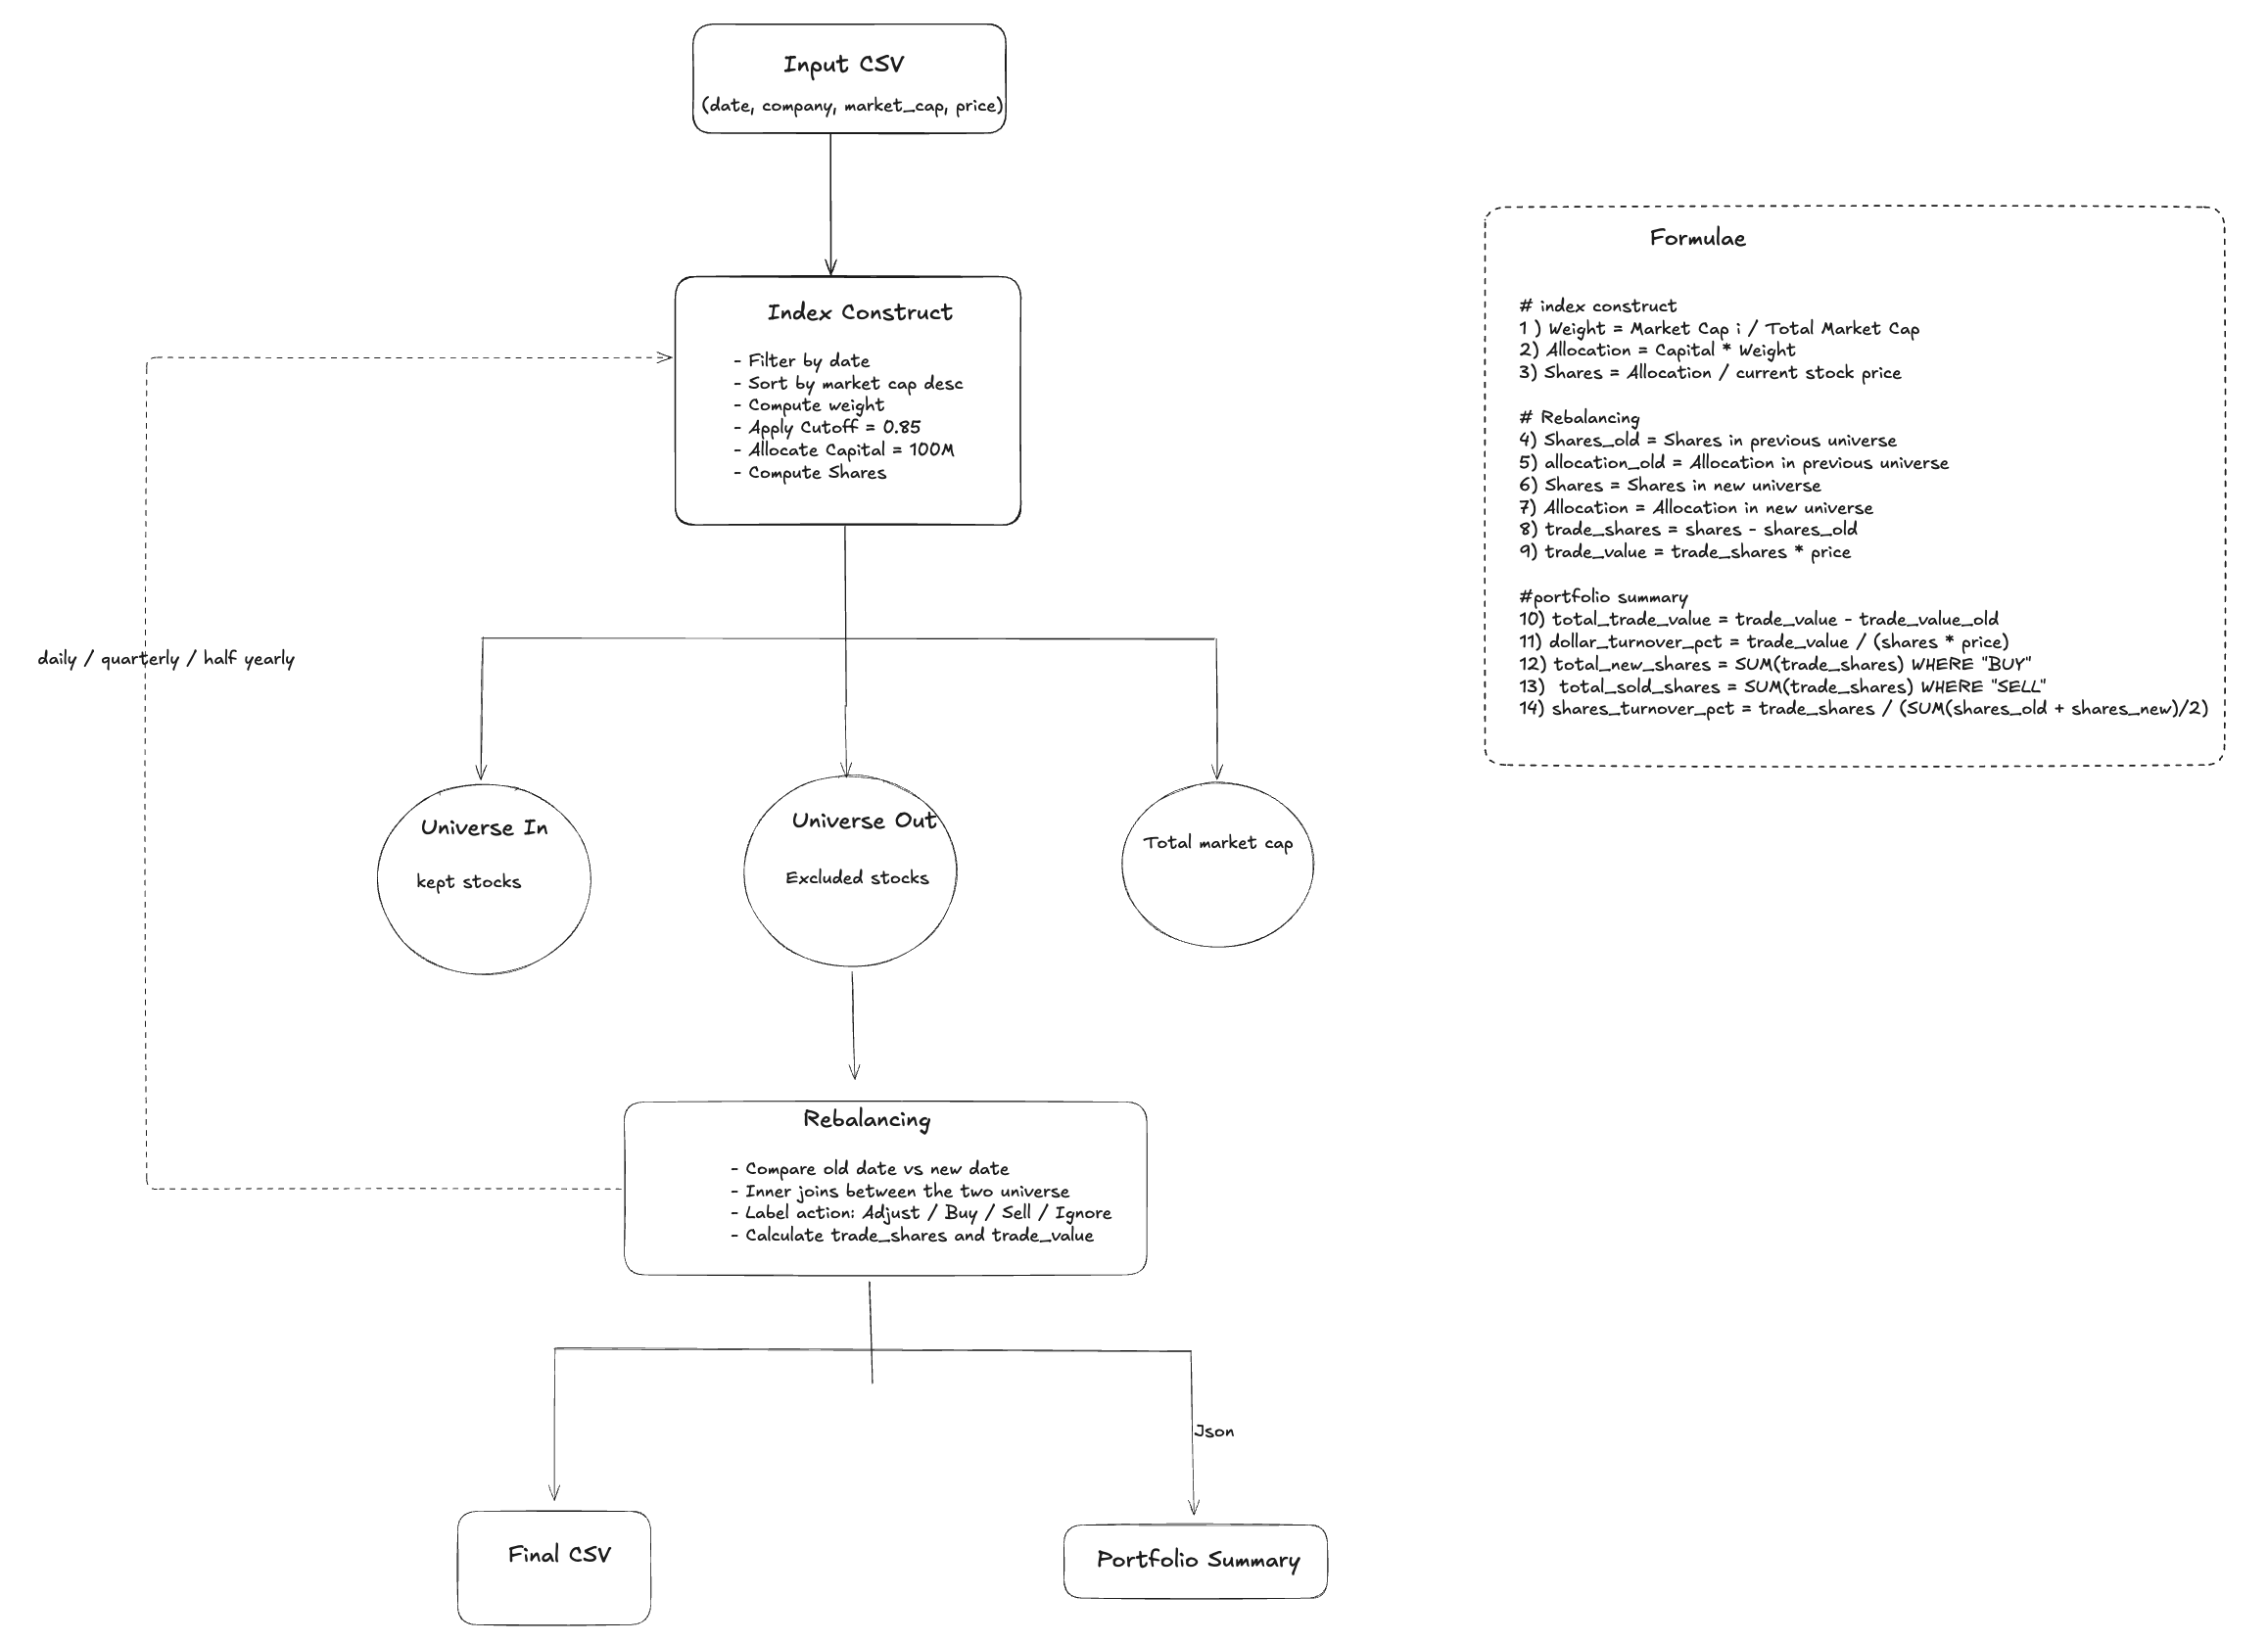 Input CSV
(date, company, market_cap, price)
Index Construct
- Filter by date
- Sort by market cap desc
- Compute weight
- Apply Cutoff = 0.85
- Allocate Capital = 100M
- Compute Shares
Formulae
# index construct
1 ) Weight = Market Cap i / Total Market Cap
2) Allocation = Capital * Weight
3) Shares = Allocation / current stock price
# Rebalancing
4) Shares_old = Shares in previous universe
5) allocation_old = Allocation in previous universe
6) Shares = Shares in new universe
7) Allocation = Allocation in new universe
8) trade_shares = shares - shares_old
9) trade_value = trade_shares * price
#portfolio summary
10) total_trade_value = trade_value - trade_value_old
11) dollar_turnover_pct = trade_value / (shares * price)
12) total_new_shares = SUM(trade_shares) WHERE "BUY"
13)  total_sold_shares = SUM(trade_shares) WHERE "SELL"
14) shares_turnover_pct = trade_shares / (SUM(shares_old + shares_new)/2)
daily / quarterly / half yearly
Universe In
kept stocks
Universe Out
Excluded stocks
Total market cap
Rebalancing
- Compare old date vs new date
- Inner joins between the two universe
- Label action: Adjust / Buy / Sell / Ignore
- Calculate trade_shares and trade_value
Json
Final CSV
Portfolio Summary